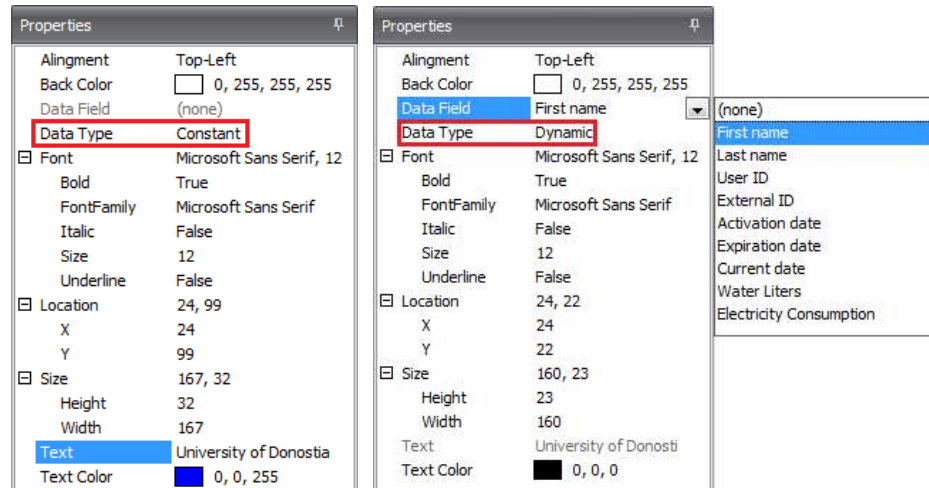 Properties
Alingment Top-Left
Back Color 0, 255, 255, 255
Data Field (none)
Data Type Constant
Font Microsoft Sans Serif, 12
Bold True
FontFamily Microsoft Sans Serif
Italic False
Size 12
Underline False
Location 24, 99
X 24
Y 99
Size 167, 32
Height 32
Width 167
Text University of Donostia
Text Color 0, 0, 255
Properties
Alingment Top-Left
Back Color 0, 255, 255, 255
Data Field First name
Data Type Dynamic
Font Microsoft Sans Serif, 12
Bold True
FontFamily Microsoft Sans Serif
Italic False
Size 12
Underline False
Location 24, 22
X 24
Y 22
Size 160, 23
Height 23
Width 160
Text University of Donosti
Text Color 0, 0, 0
(none)
First name
Last name
User ID
External ID
Activation date
Expiration date
Current date
Water Liters
Electricity Consumption